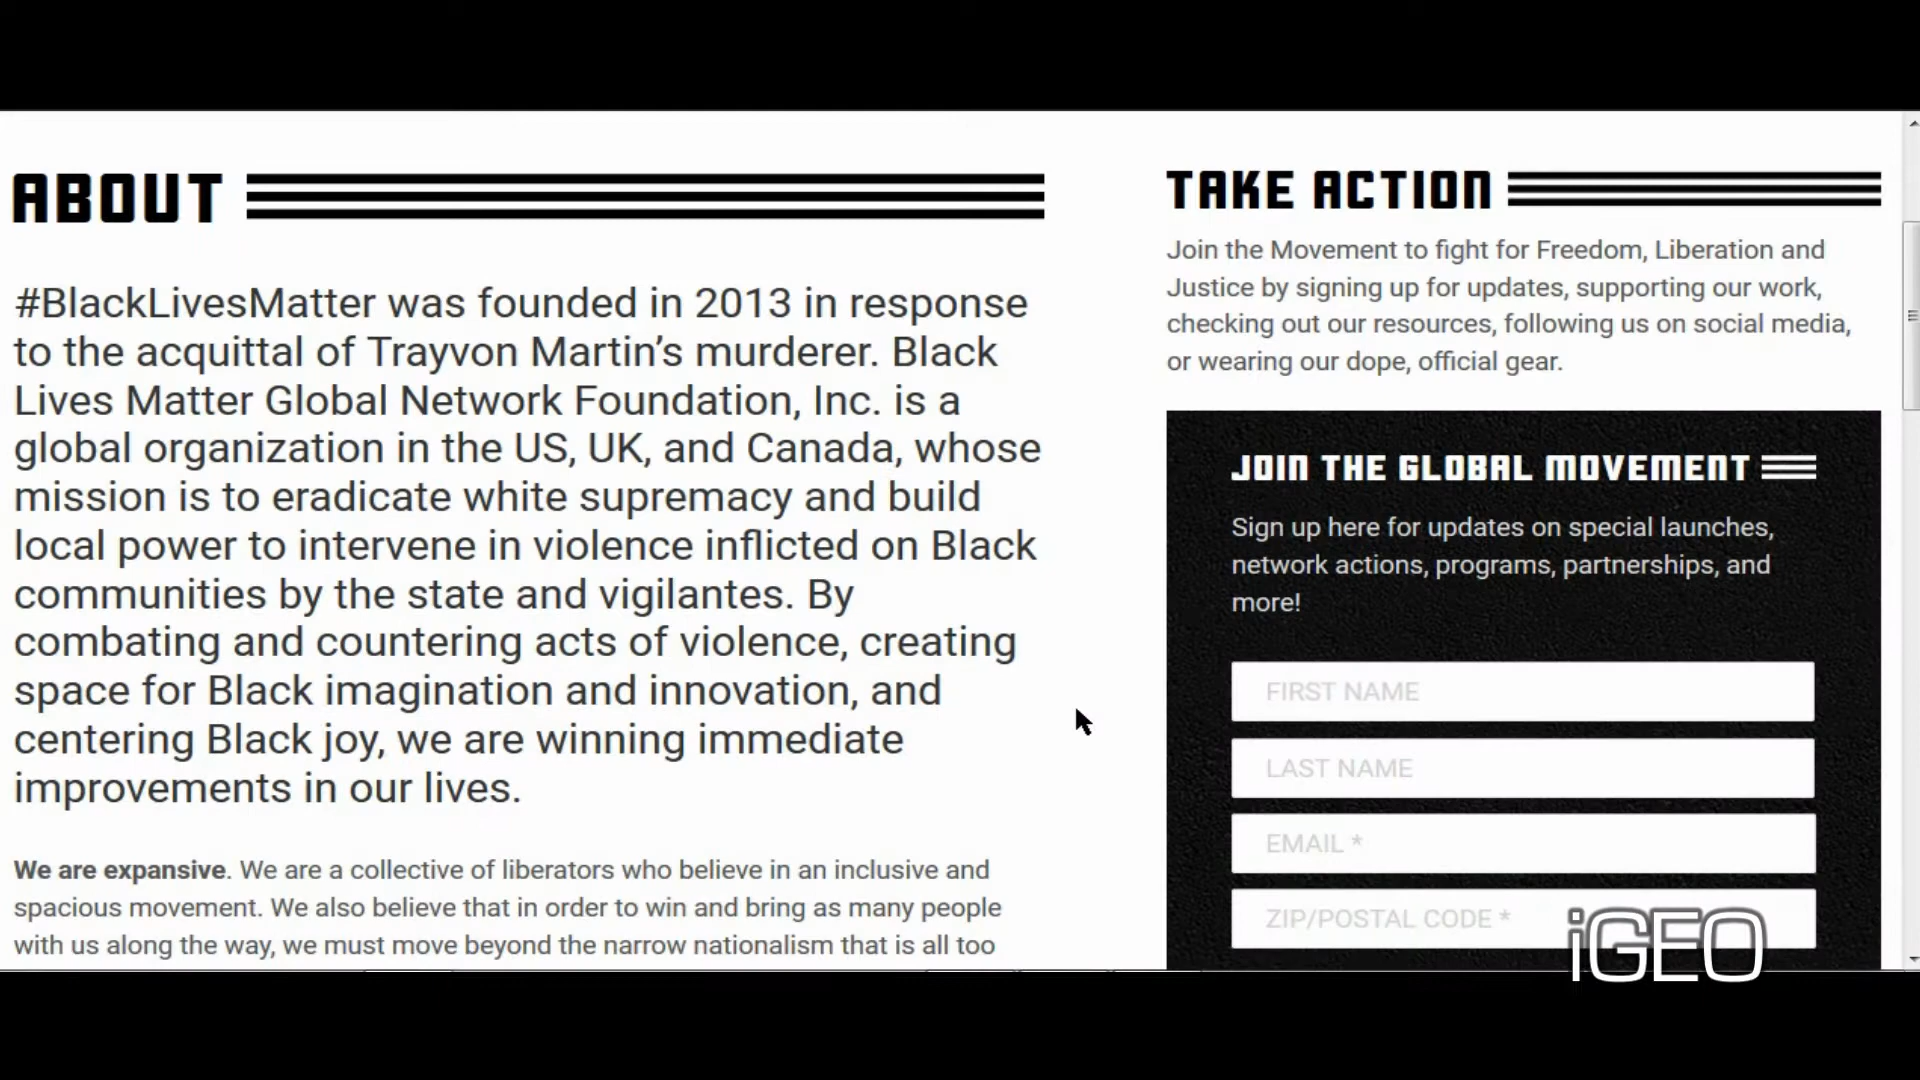 ABOUT
#BlackLivesMatter was founded in 2013 in response
to the acquittal of Trayvon Martin’s murderer. Black
Lives Matter Global Network Foundation, Inc. is a
global organization in the US, UK, and Canada, whose
mission is to eradicate white supremacy and build
local power to intervene in violence inflicted on Black
communities by the state and vigilantes. By
combating and countering acts of violence, creating
space for Black imagination and innovation, and
centering Black joy, we are winning immediate
improvements in our lives.
We are expansive. We are a collective of liberators who believe in an inclusive and
spacious movement. We also believe that in order to win and bring as many people
with us along the way, we must move beyond the narrow nationalism that is all too
TAKE ACTION
Join the Movement to fight for Freedom, Liberation and
Justice by signing up for updates, supporting our work,
checking out our resources, following us on social media,
or wearing our dope, official gear.
JOIN THE GLOBAL MOVEMENT
Sign up here for updates on special launches,
network actions, programs, partnerships, and
more!
FIRST NAME
LAST NAME
EMAIL *
ZIP/POSTAL CODE *
iGEO